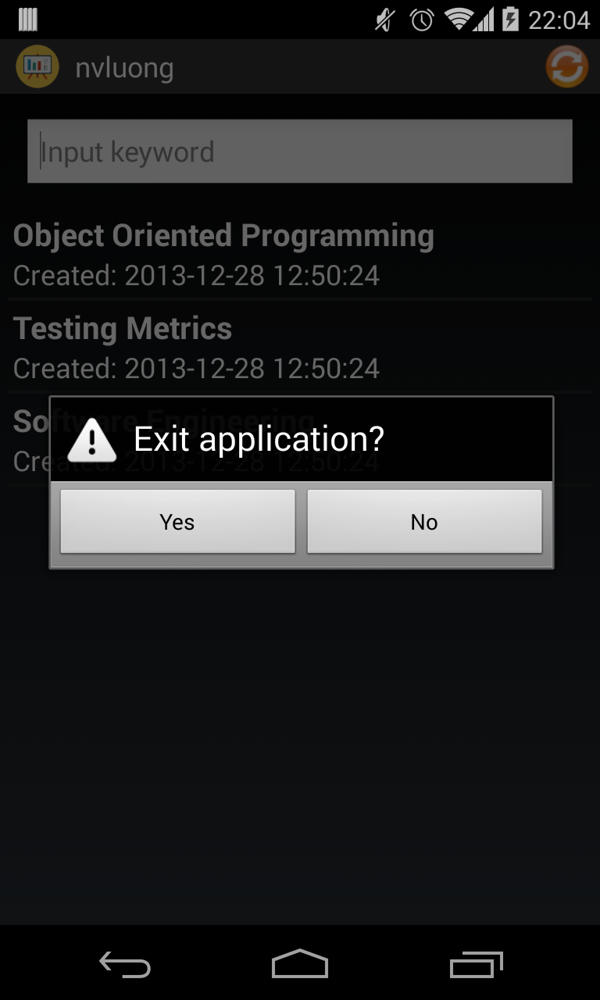 22:04
nvluong
Input keyword
Object Oriented Programming
Created: 2013-12-28 12:50:24
Testing Metrics
Created: 2013-12-28 12:50:24
Software Engineering
Created: 2013-12-28 12:50:24
Exit application?
Yes
No